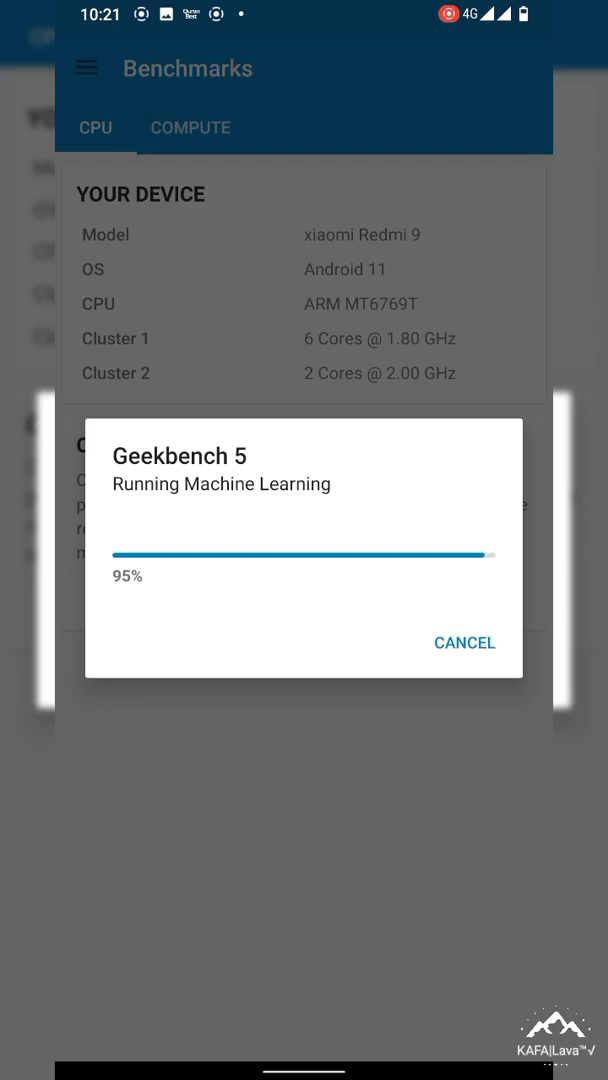 10:21
Quran Best
4G
Benchmarks
CPU COMPUTE
YOUR DEVICE
Model xiaomi Redmi 9
OS Android 11
CPU ARM MT6769T
Cluster 1 6 Cores @ 1.80 GHz
Cluster 2 2 Cores @ 2.00 GHz
Geekbench 5
Running Machine Learning
95%
CANCEL
KAFA|Lava™√